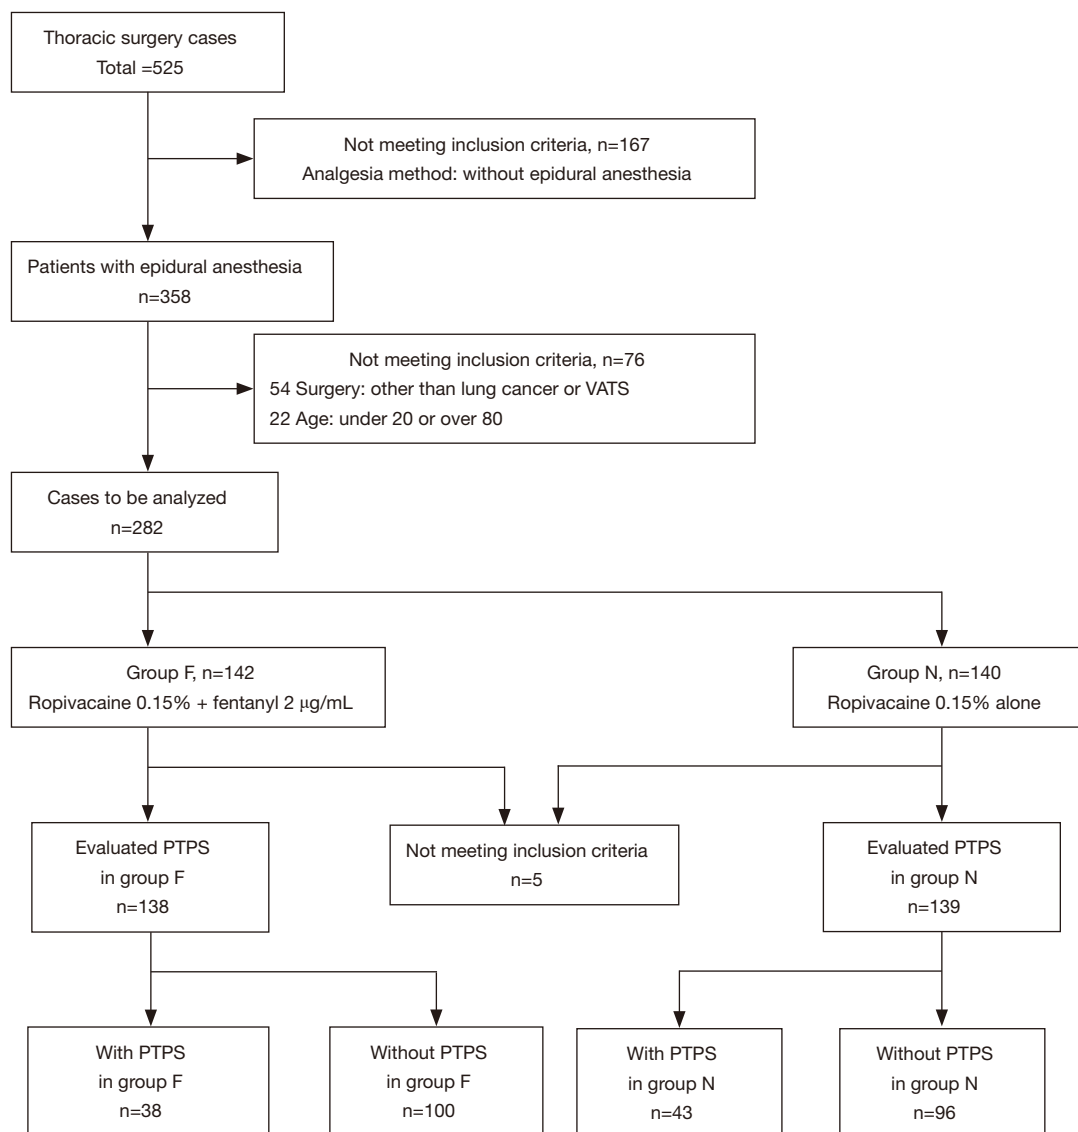 Thoracic surgery cases
Total =525
Not meeting inclusion criteria, n=167
Analgesia method: without epidural anesthesia
Patients with epidural anesthesia
n=358
Not meeting inclusion criteria, n=76
54 Surgery: other than lung cancer or VATS
22 Age: under 20 or over 80
Cases to be analyzed
n=282
Group F, n=142
Ropivacaine 0.15% + fentanyl 2 μg/mL
Group N, n=140
Ropivacaine 0.15% alone
Evaluated PTPS
in group F
n=138
Not meeting inclusion criteria
n=5
Evaluated PTPS
in group N
n=139
With PTPS
in group F
n=38
Without PTPS
in group F
n=100
With PTPS
in group N
n=43
Without PTPS
in group N
n=96